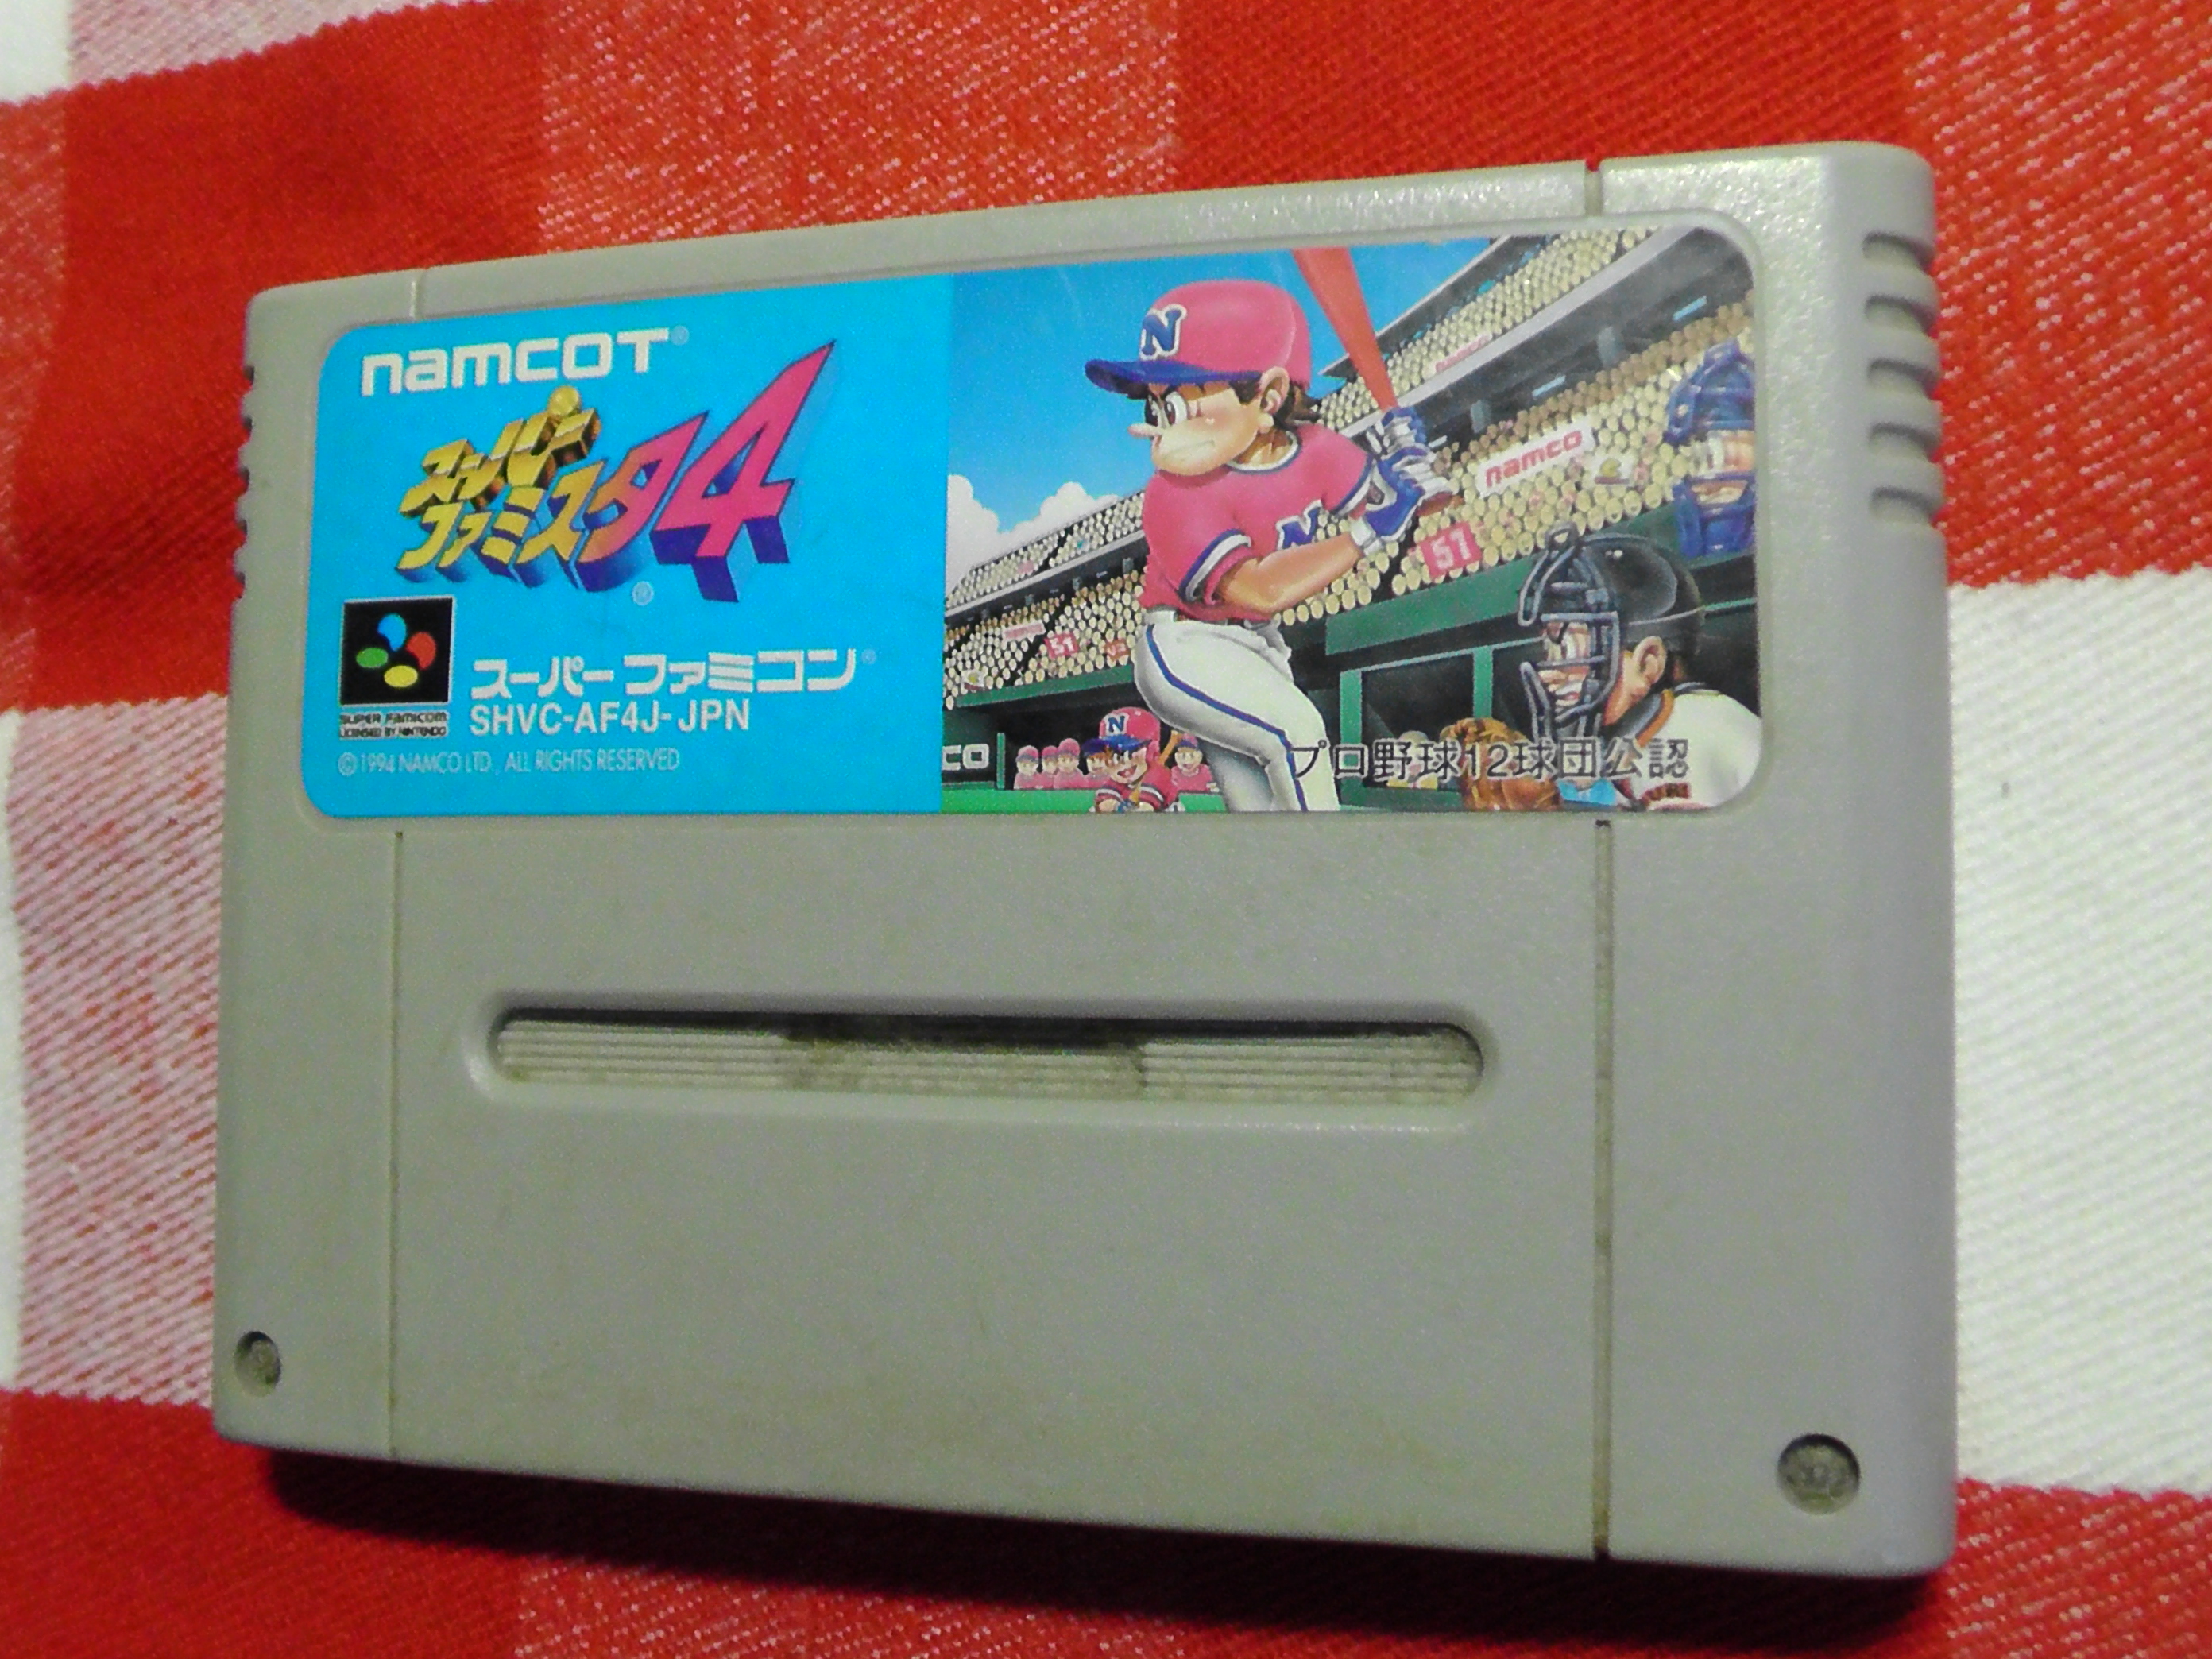 namcot®
スーパー
ファミスタ4
®
スーパーファミコン®
SUPER FAMICOM
LICENSED BY NINTENDO
SHVC-AF4J-JPN
©1994 NAMCO LTD., ALL RIGHTS RESERVED
N
N
namco
51
51
N
CO
プロ野球12球団公認